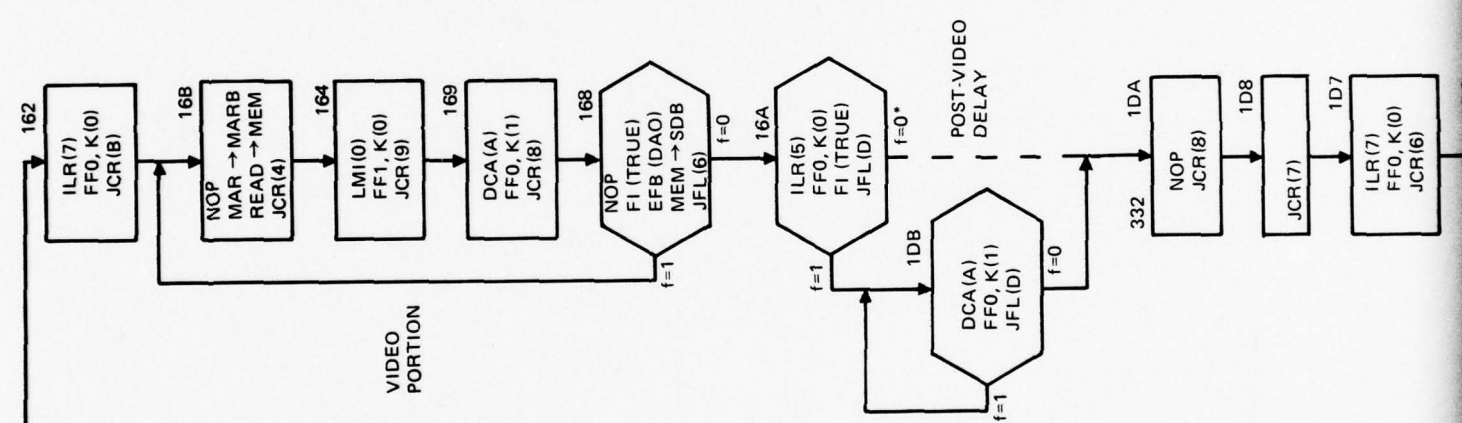 162
ILR(7)
FF0, K(0)
JCR(B)
16B
NOP
MAR → MARB
READ → MEM
JCR(4)
164
LMI(0)
FF1, K(0)
JCR(9)
169
DCA(A)
FF0, K(1)
JCR(8)
168
NOP
FI (TRUE)
EFB (DAO)
MEM → SDB
JFL(6)
f=1
f=0
VIDEO
PORTION
16A
ILR(5)
FF0, K(0)
FI (TRUE)
JFL(D)
f=1
f=0*
POST-VIDEO
DELAY
1DB
DCA(A)
FF0, K(1)
JFL(D)
f=1
f=0
332
1DA
NOP
JCR(8)
1D8
JCR(7)
1D7
ILR(7)
FF0, K(0)
JCR(6)